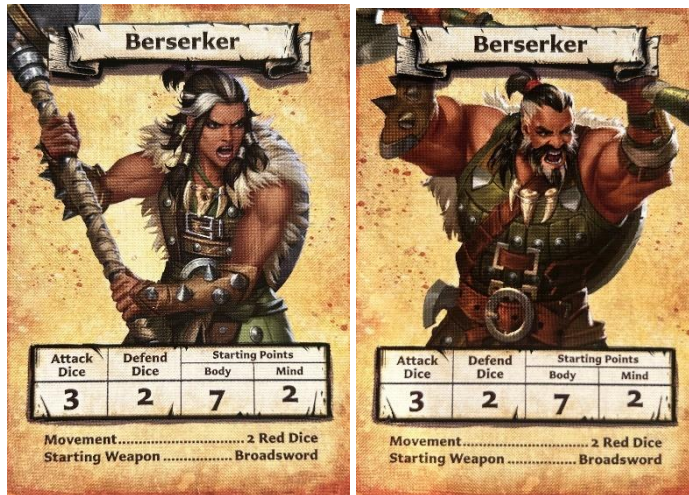 Berserker
Attack Dice
Defend Dice
Starting Points
Body
Mind
3
2
7
2
Movement..............................2 Red Dice
Starting Weapon ................Broadsword
Berserker
Attack Dice
Defend Dice
Starting Points
Body
Mind
3
2
7
2
Movement..............................2 Red Dice
Starting Weapon ................Broadsword